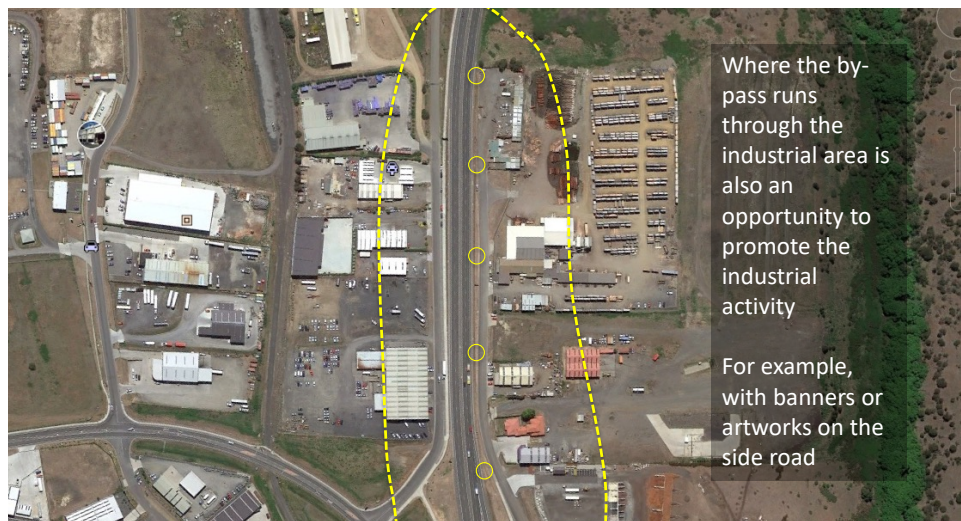 Where the by-
pass runs
through the
industrial area is
also an
opportunity to
promote the
industrial
activity
For example,
with banners or
artworks on the
side road